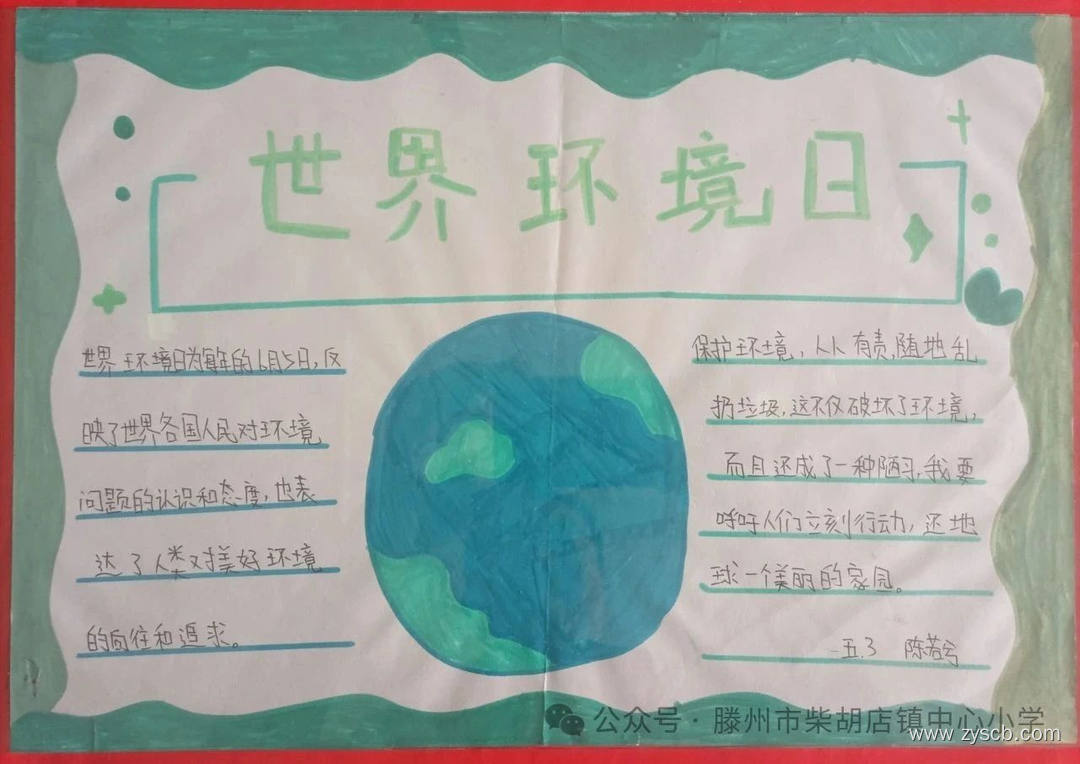 世界环境日
世界环境日为每年的6月5日,反
映了世界各国人民对环境
问题的认识和态度,也表
达了人类对美好环境
的向往和追求。
保护环境,人人有责,随地乱
扔垃圾,这不仅破坏了环境,
而且还成了一种陋习,我要
呼吁人们立刻行动,还地
球一个美丽的家园。
五.3 陈若兮
公众号·滕州市柴胡店镇中心小学
www.zyscb.com